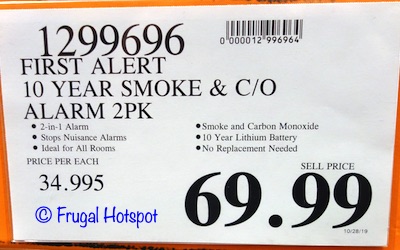 1299696
0000012 996964
FIRST ALERT
10 YEAR SMOKE & C/O
ALARM 2PK
• 2-in-1 Alarm
• Stops Nuisance Alarms
• Ideal for All Rooms
• Smoke and Carbon Monoxide
• 10 Year Lithium Battery
• No Replacement Needed
PRICE PER EACH
34.995
SELL PRICE
69.99
10/28/19
© Frugal Hotspot